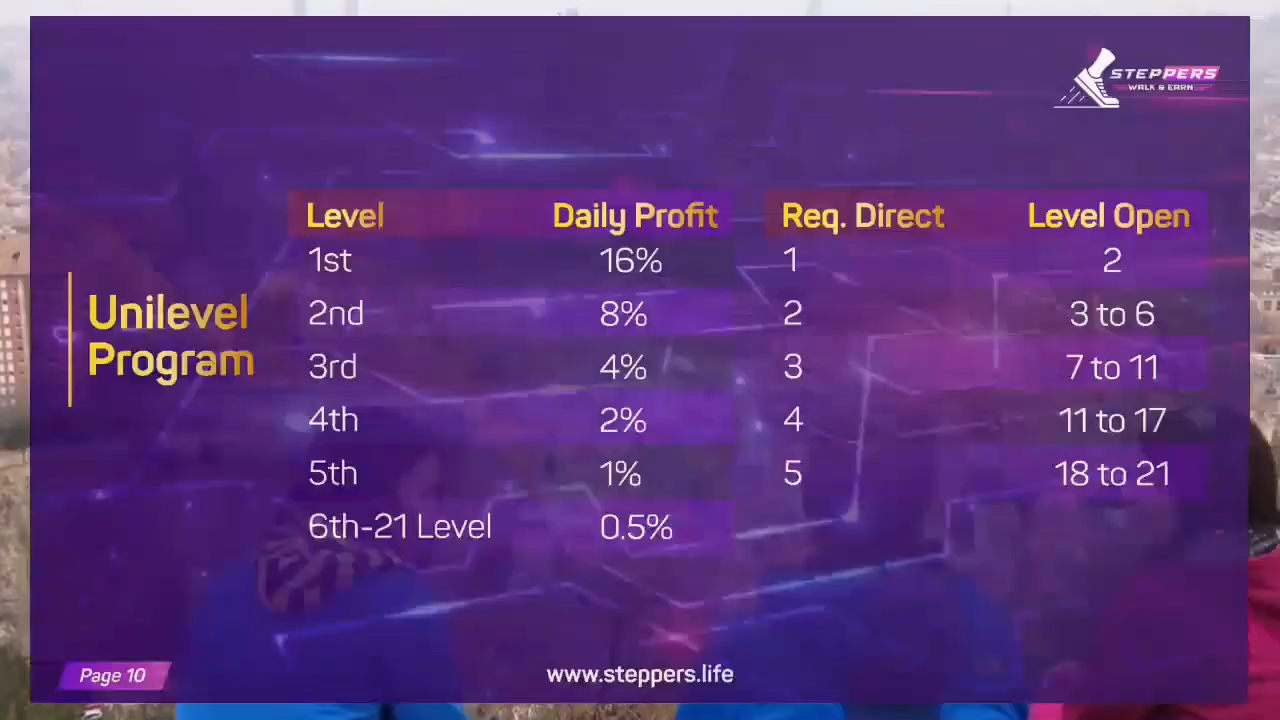 STEPPERS
WALK & EARN
Unilevel
Program
Level Daily Profit
1st 16%
2nd 8%
3rd 4%
4th 2%
5th 1%
6th-21 Level 0.5%
Req. Direct Level Open
1 2
2 3 to 6
3 7 to 11
4 11 to 17
5 18 to 21
Page 10
www.steppers.life